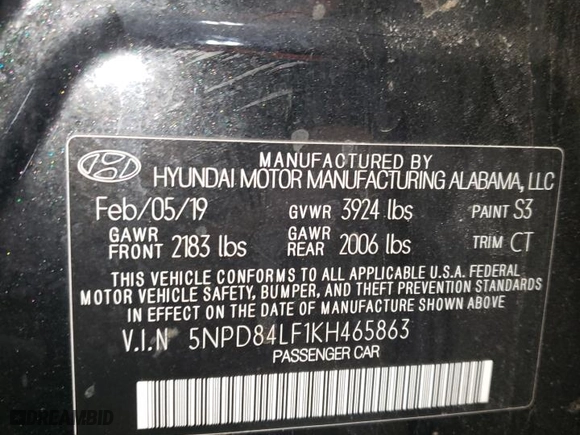 MANUFACTURED BY
HYUNDAI MOTOR MANUFACTURING ALABAMA, LLC
Feb/05/19 GVWR 3924 lbs PAINT S3
GAWR FRONT 2183 lbs GAWR REAR 2006 lbs TRIM CT
THIS VEHICLE CONFORMS TO ALL APPLICABLE U.S.A. FEDERAL
MOTOR VEHICLE SAFETY, BUMPER, AND THEFT PREVENTION STANDARDS
IN EFFECT ON THE DATE OF MANUFACTURE SHOWN ABOVE.
V.I.N 5NPD84LF1KH465863
PASSENGER CAR
DREAMBID